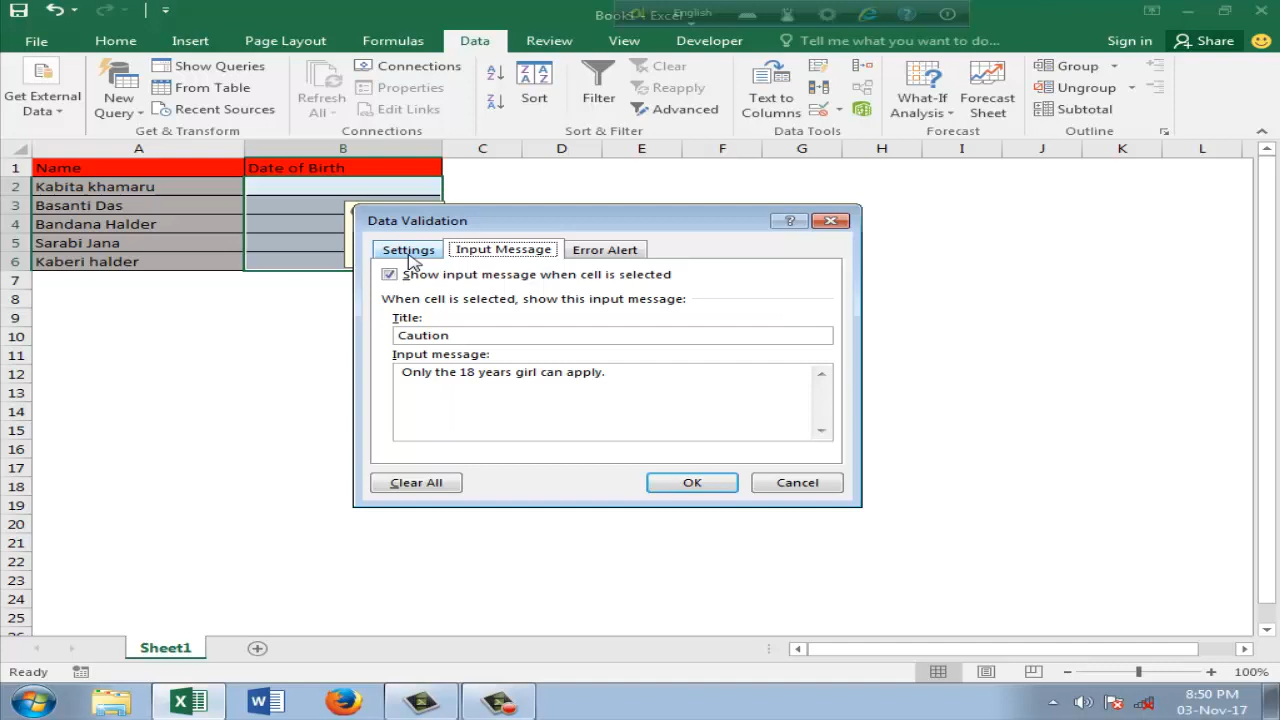 Book5 - Excel
English
File Home Insert Page Layout Formulas Data Review View Developer Tell me what you want to do... Sign in Share
Get External Data
New Query
Show Queries
From Table
Recent Sources
Get & Transform
Refresh All
Connections
Properties
Edit Links
Connections
Sort
Filter
Clear
Reapply
Advanced
Sort & Filter
Text to Columns
Data Tools
What-If Analysis
Forecast Sheet
Forecast
Group
Ungroup
Subtotal
Outline
A B C D E F G H I J K L
1 Name Date of Birth
2 Kabita khamaru
3 Basanti Das
4 Bandana Halder
5 Sarabi Jana
6 Kaberi halder
7
8
9
10
11
12
13
14
15
16
17
18
19
20
21
22
23
24
25
26
Data Validation
Settings Input Message Error Alert
Show input message when cell is selected
When cell is selected, show this input message:
Title:
Caution
Input message:
Only the 18 years girl can apply.
Clear All OK Cancel
Sheet1
Ready 100%
8:50 PM
03-Nov-17